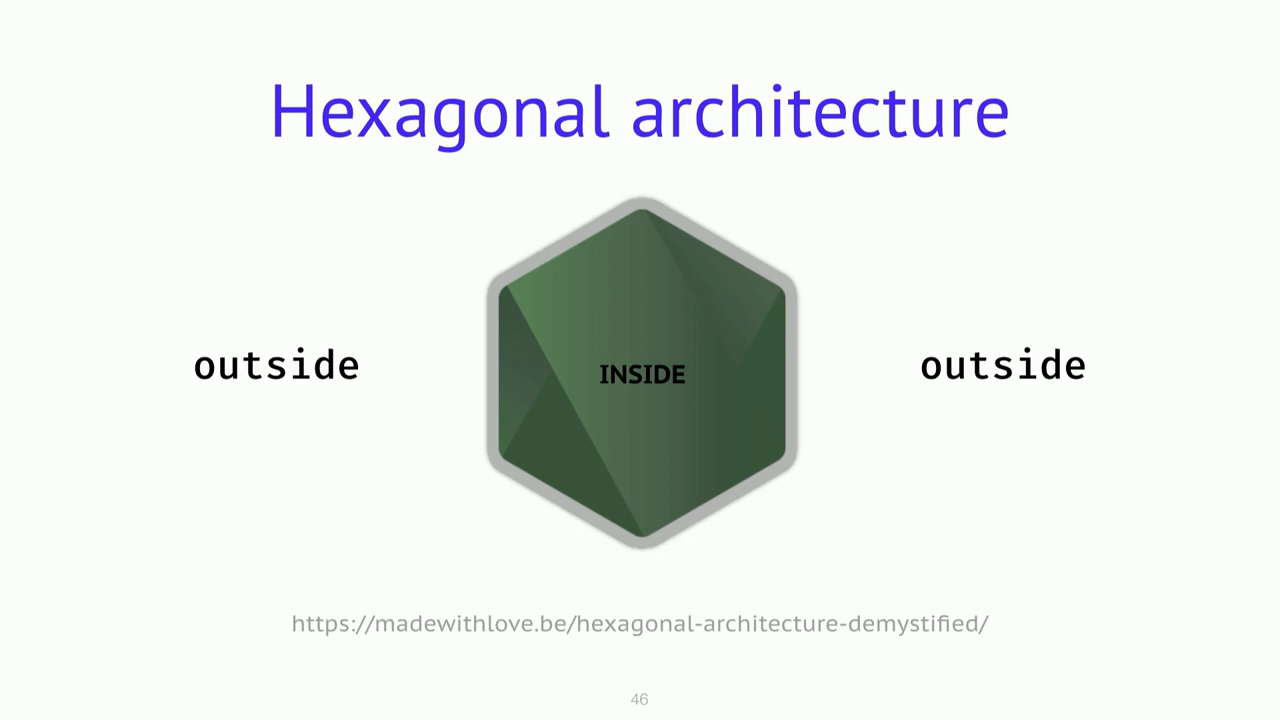 Hexagonal architecture
outside
INSIDE
outside
https://madewithlove.be/hexagonal-architecture-demystified/
46